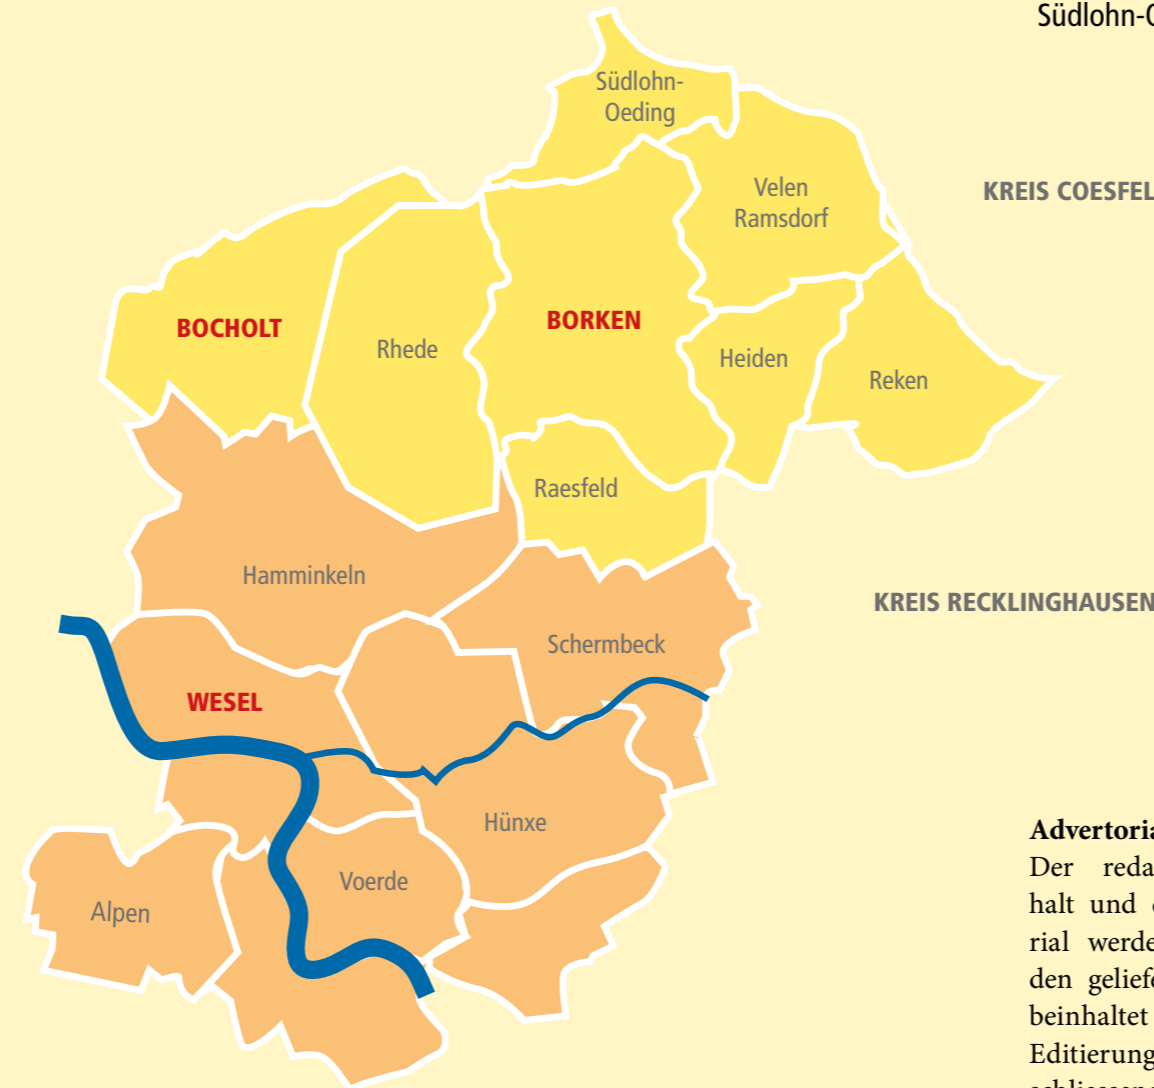 Südlohn-
Südlohn-
Oeding
Velen
Ramsdorf
KREIS COESFEL
BOCHOLT
BORKEN
Rhede
Heiden
Reken
Raesfeld
Hamminkeln
KREIS RECKLINGHAUSEN
Schermbeck
WESEL
Hünxe
Voerde
Alpen
Advertoria
Der reda
halt und
rial werde
den geliefe
beinhaltet
Editierung